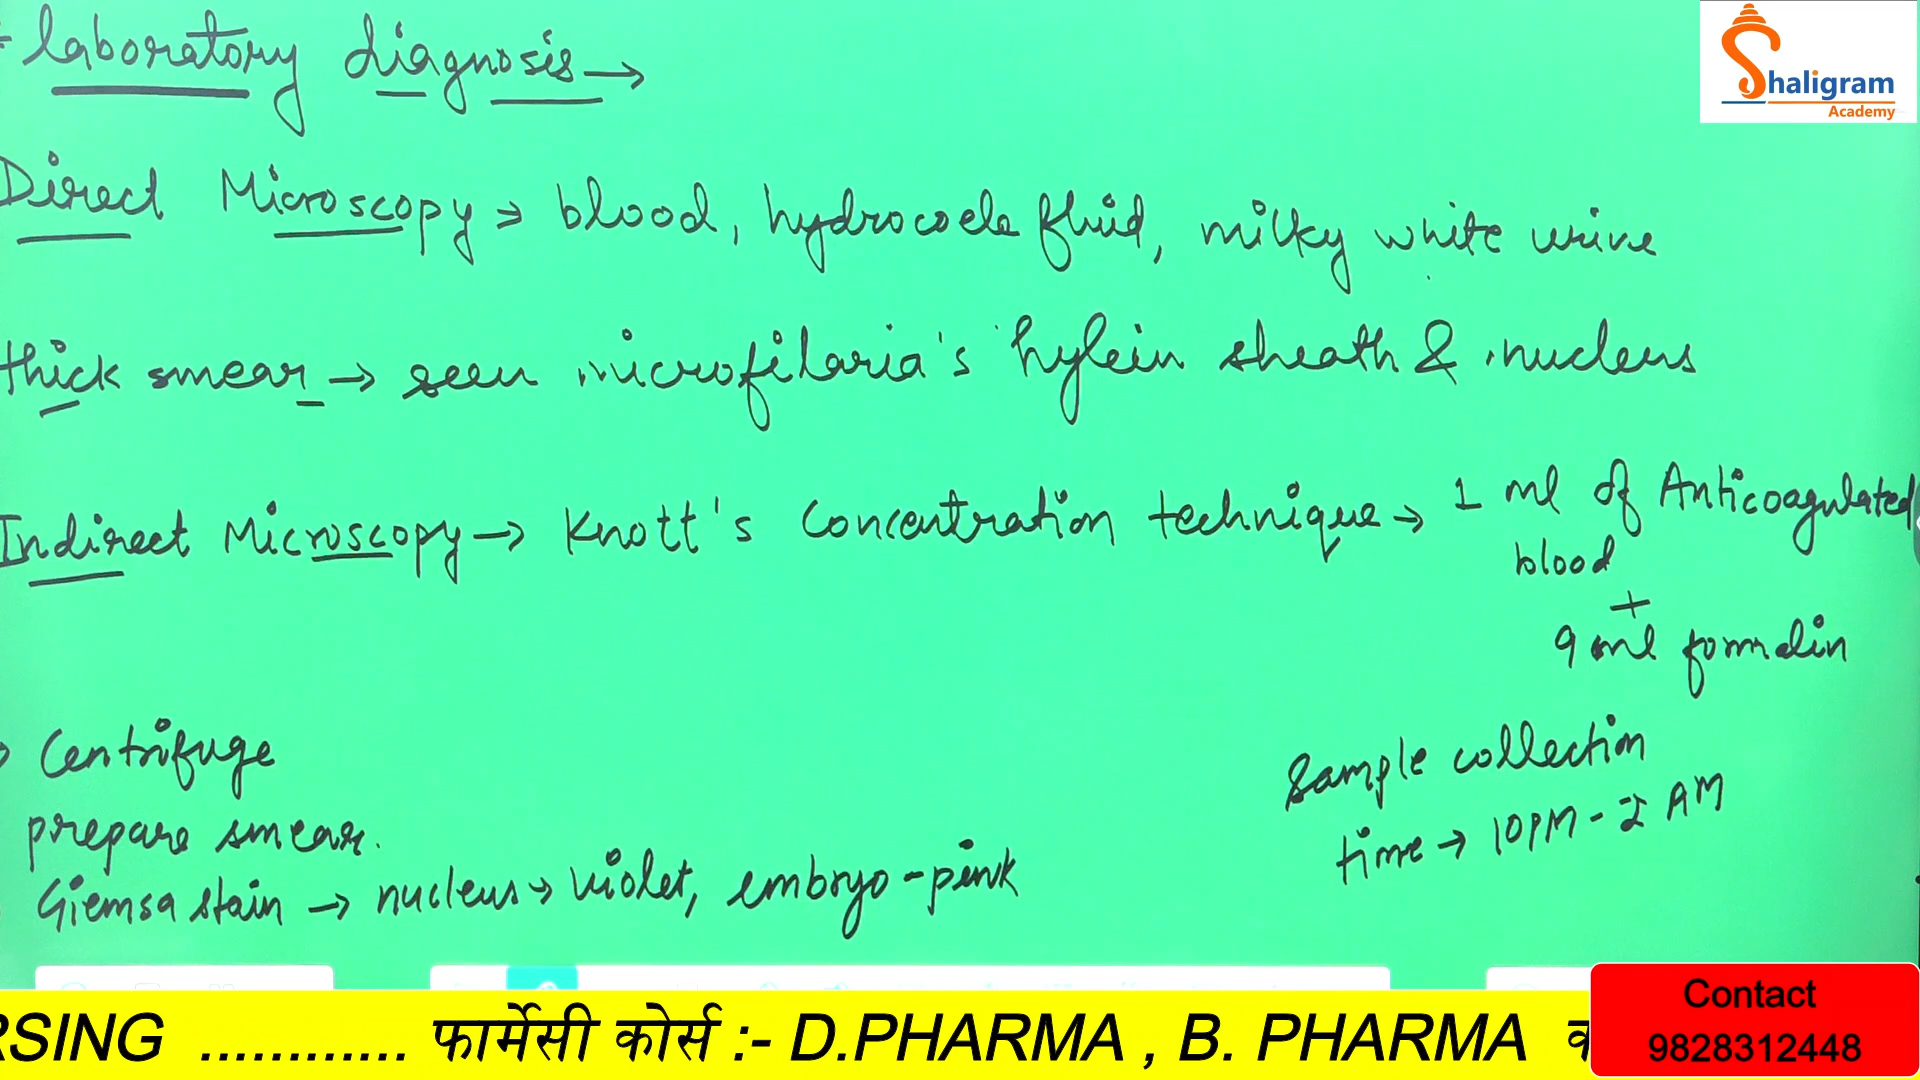 laboratory diagnosis →
Shaligram
Academy
Direct Microscopy → blood, hydrocoele fluid, milky white urine
thick smear → seen microfilaria's hylein sheath & nucleus
Indirect Microscopy → Knott's Concentration technique → 1 ml of Anticoagulated
blood
+
9 ml formalin
Centrifuge
prepare smear.
Giemsa stain → nucleus → violet, embryo - pink
Sample collection
time → 10PM - 2 AM
RSING ............ फार्मेसी कोर्स :- D.PHARMA , B. PHARMA
Contact
9828312448